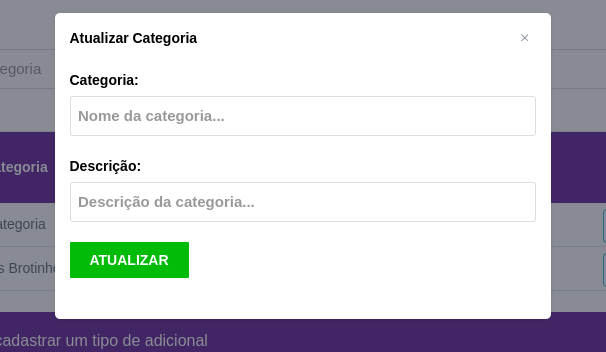 Atualizar Categoria ×
egoria
Categoria:
Nome da categoria...
tegoria
Descrição:
Descrição da categoria...
ategoria
s Brotinho
ATUALIZAR
cadastrar um tipo de adicional